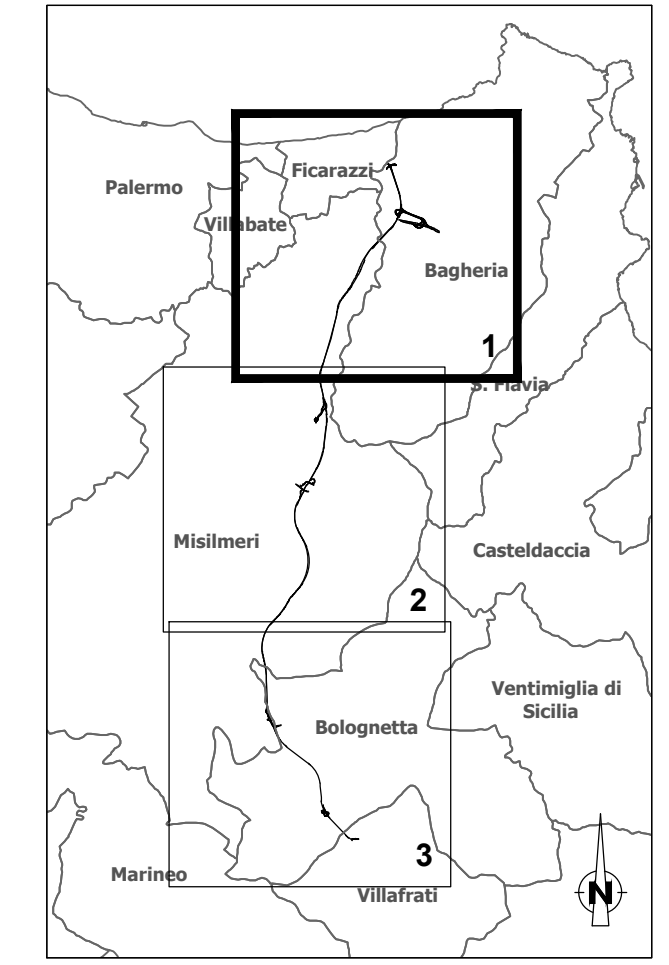 Ficarazzi
Palermo
Villabate
Bagheria
1
S. Flavia
Misilmeri
Casteldaccia
2
Ventimiglia di
Sicilia
Bolognetta
3
Marineo
Villafrati
N